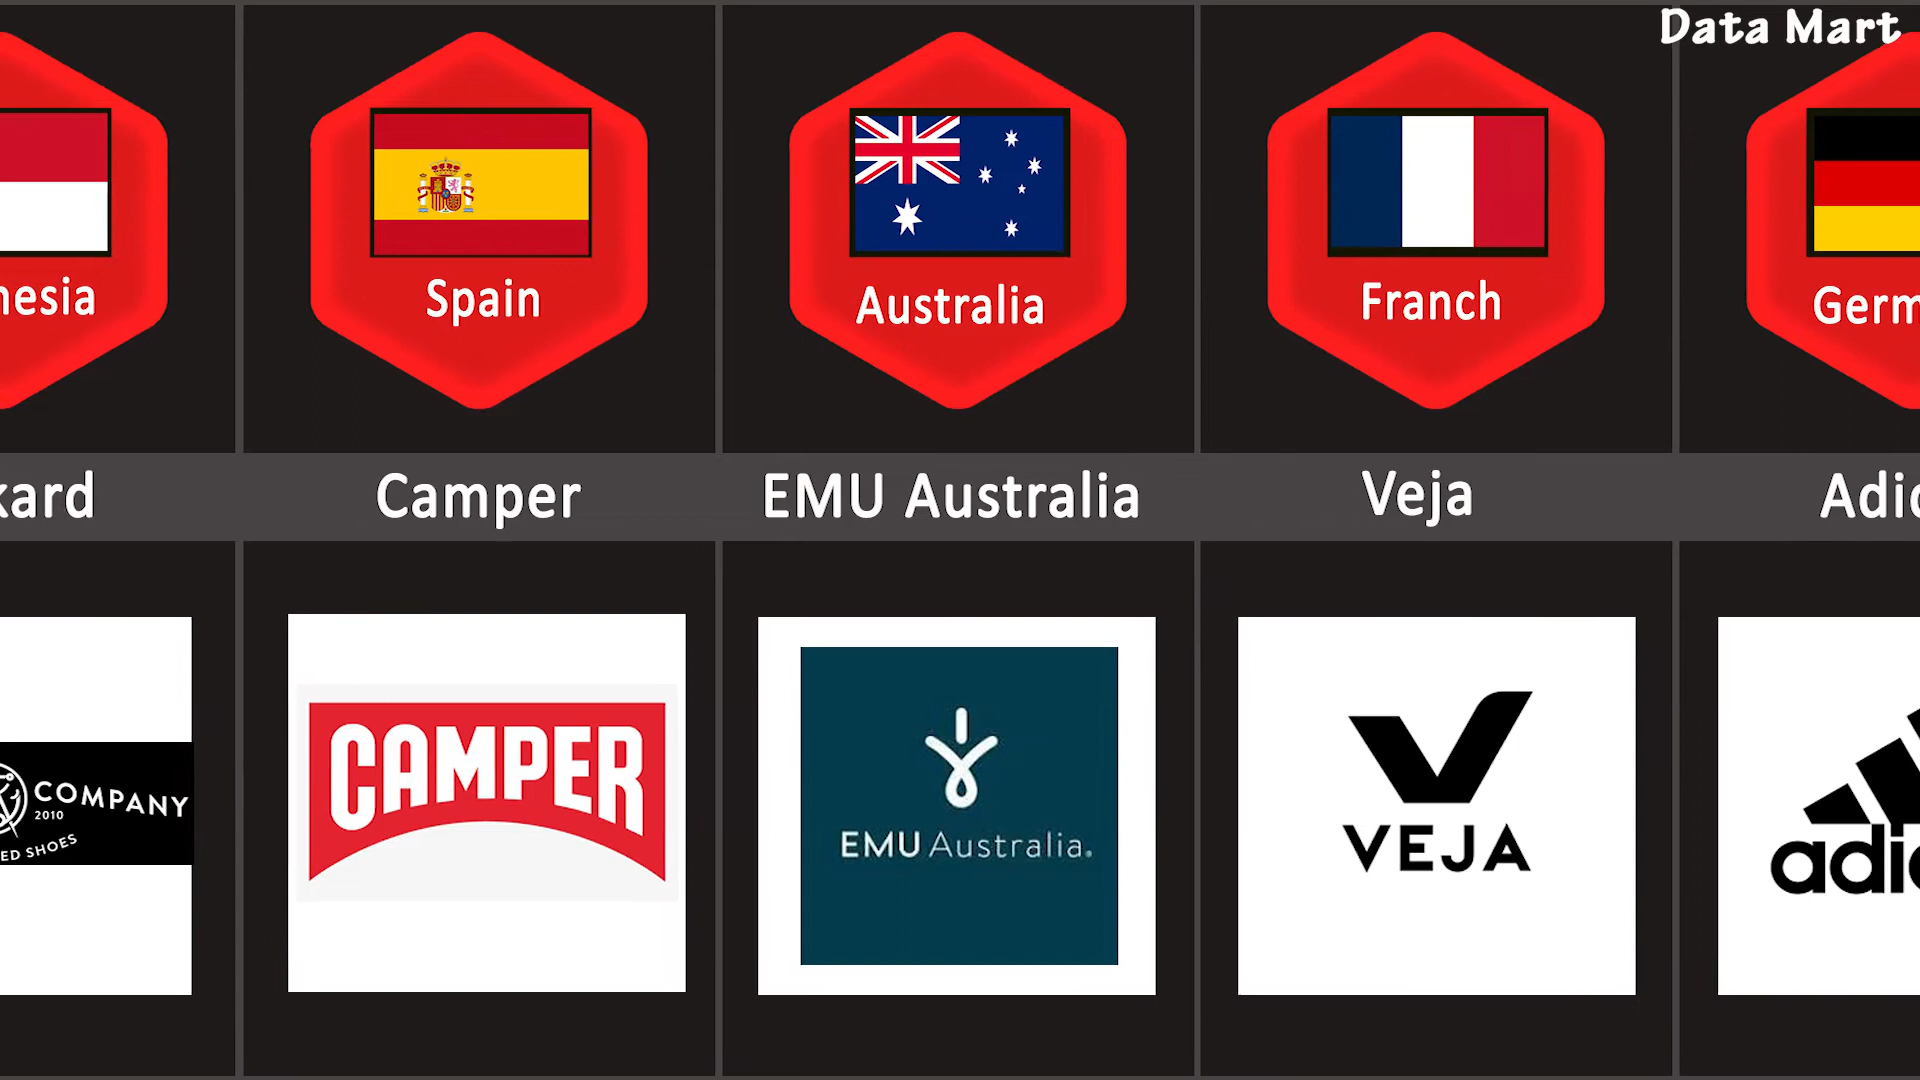 Data Mart
nesia
Spain
Australia
Franch
Germ
kard
Camper
EMU Australia
Veja
Adid
COMPANY
2010
ED SHOES
CAMPER
EMU Australia
VEJA
adid